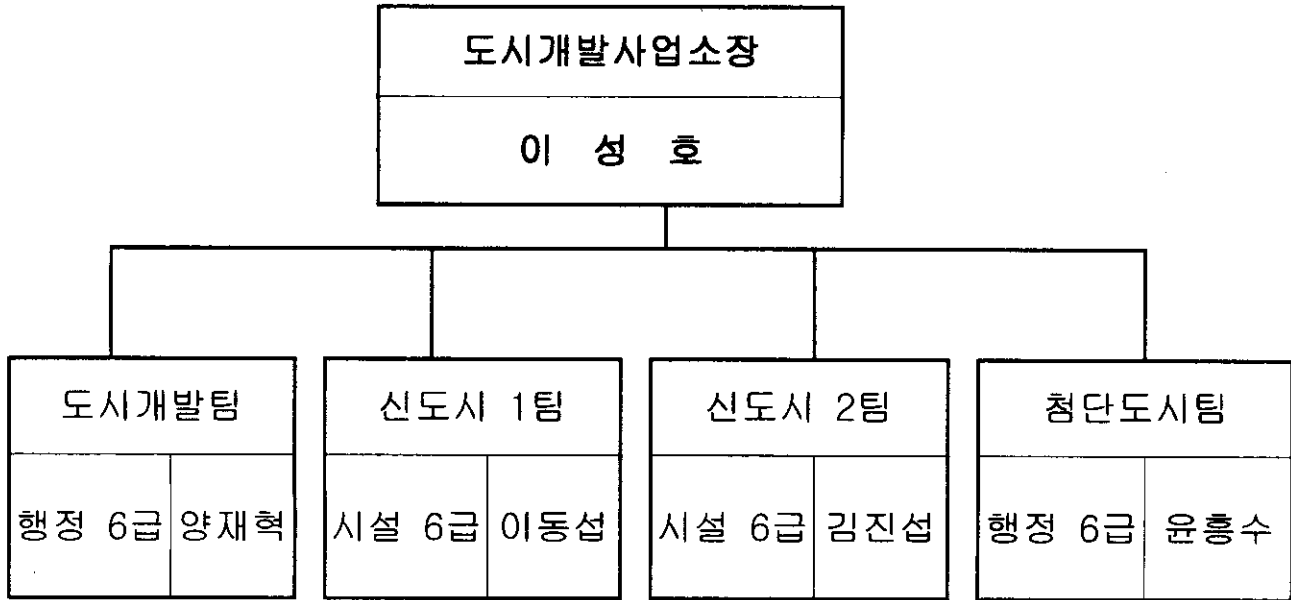 도시개발사업소장
이 성 호
도시개발팀 신도시 1팀 신도시 2팀 첨단도시팀
행정 6급 양재혁 시설 6급 이동섭 시설 6급 김진섭 행정 6급 윤흥수